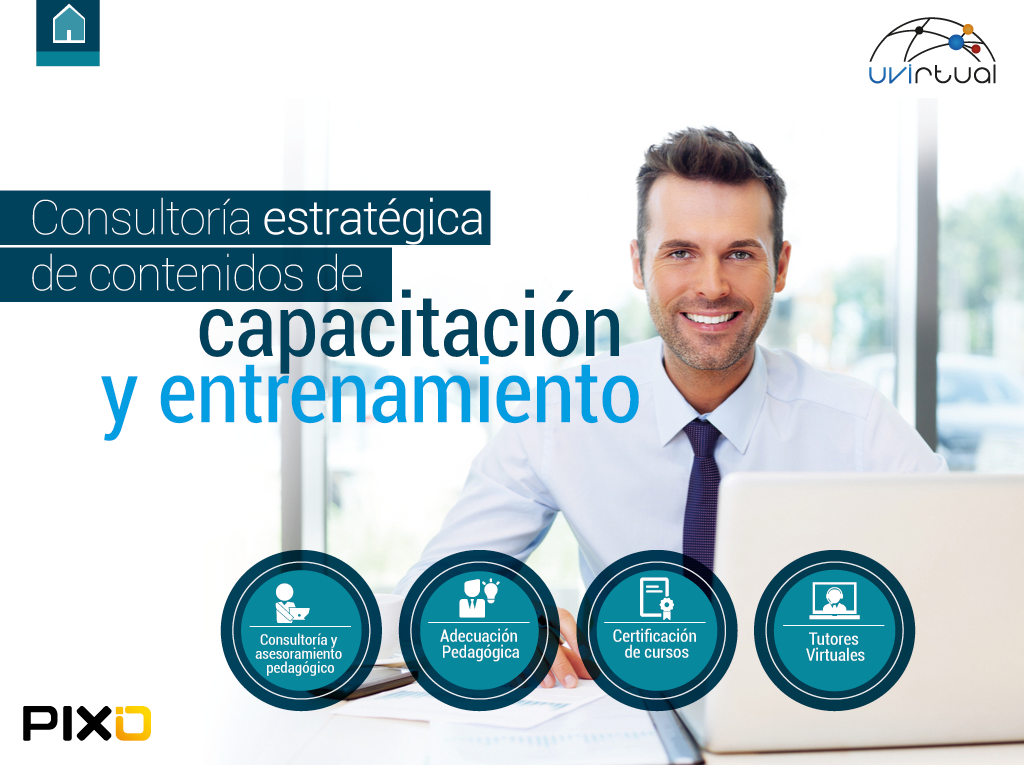 uvirtual
Consultoría estratégica
de contenidos de
capacitación
y entrenamiento
Consultoría y
asesoramiento
pedagógico
Adecuación
Pedagógica
Certificación
de cursos
Tutores
Virtuales
PIXO